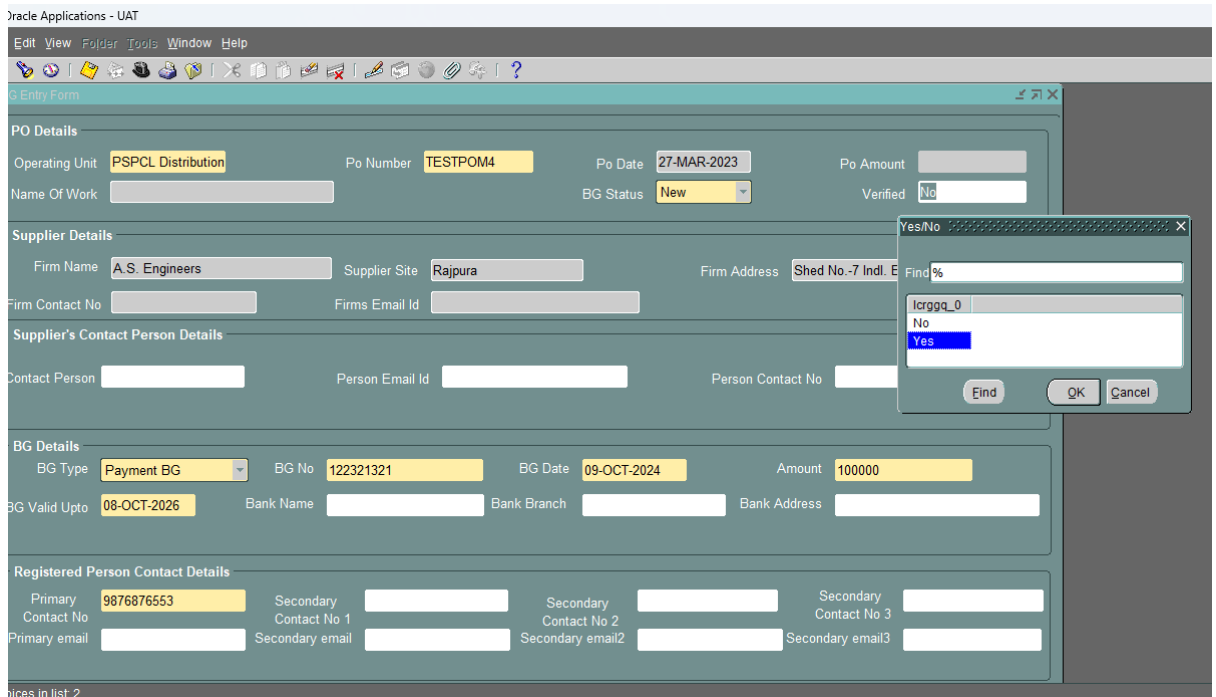 Oracle Applications - UAT
Edit View Folder Tools Window Help
?
G Entry Form
PO Details
Operating Unit PSPCL Distribution Po Number TESTPOM4 Po Date 27-MAR-2023 Po Amount
Name Of Work BG Status New Verified No
Yes/No
Supplier Details
Firm Name A.S. Engineers Supplier Site Rajpura Firm Address Shed No.-7 Indl. E
Find %
Firm Contact No Firms Email Id
lcrggq_0
No
Yes
Supplier's Contact Person Details
Contact Person Person Email Id Person Contact No
Find OK Cancel
BG Details
BG Type Payment BG BG No 122321321 BG Date 09-OCT-2024 Amount 100000
BG Valid Upto 08-OCT-2026 Bank Name Bank Branch Bank Address
Registered Person Contact Details
Primary Contact No 9876876553 Secondary Contact No 1 Secondary Contact No 2 Secondary Contact No 3
Primary email Secondary email Secondary email2 Secondary email3
oices in list: 2